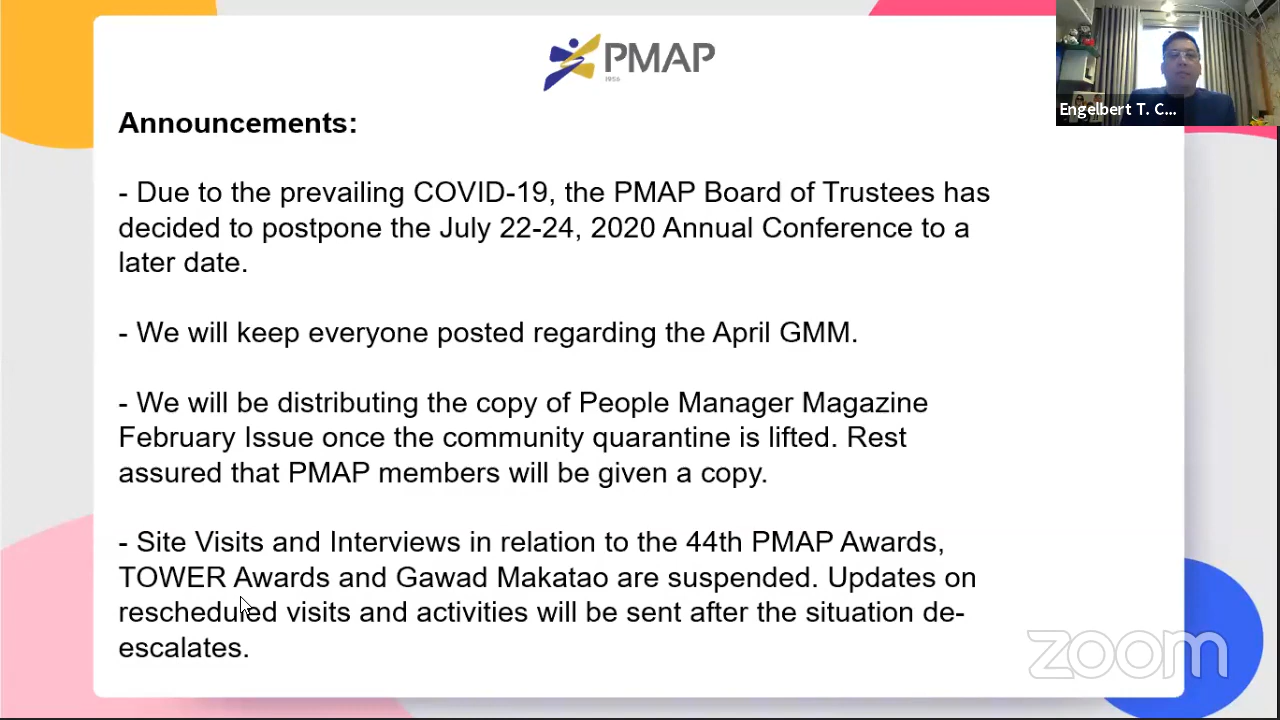 PMAP
1956
Engelbert T. C...
Announcements:
- Due to the prevailing COVID-19, the PMAP Board of Trustees has
decided to postpone the July 22-24, 2020 Annual Conference to a
later date.
- We will keep everyone posted regarding the April GMM.
- We will be distributing the copy of People Manager Magazine
February Issue once the community quarantine is lifted. Rest
assured that PMAP members will be given a copy.
- Site Visits and Interviews in relation to the 44th PMAP Awards,
TOWER Awards and Gawad Makatao are suspended. Updates on
rescheduled visits and activities will be sent after the situation de-
escalates.
zoom